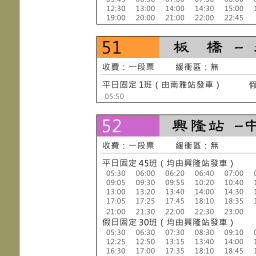 12:30 13:00 14:00 14:30 15:00
19:00 20:00 21:00 22:00 22:45
51 板 橋 -
收費：一段票 緩衝區：無
平日固定1班（由南雅站發車）
05:50
52 興隆站 -中
收費：一段票 緩衝區：無
平日固定45班（均由興隆站發車）
05:30 06:00 06:20 06:40 07:00
09:05 09:30 09:55 10:20 10:40
13:00 13:20 13:40 14:00 14:30
17:05 17:25 17:45 18:10 18:35
21:00 21:30 22:00 22:30 23:00
假日固定30班（均由興隆站發車）
05:30 06:30 07:30 08:30 09:10
12:25 12:50 13:15 13:40 14:00
16:30 17:00 17:35 18:10 18:45